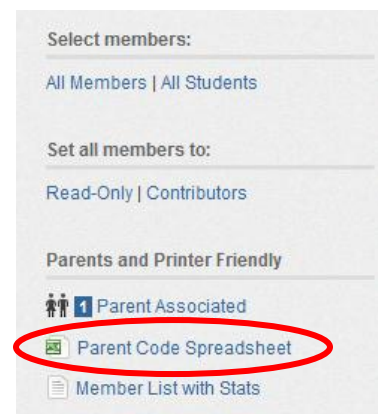 Select members:
All Members | All Students
Set all members to:
Read-Only | Contributors
Parents and Printer Friendly
1 Parent Associated
Parent Code Spreadsheet
Member List with Stats